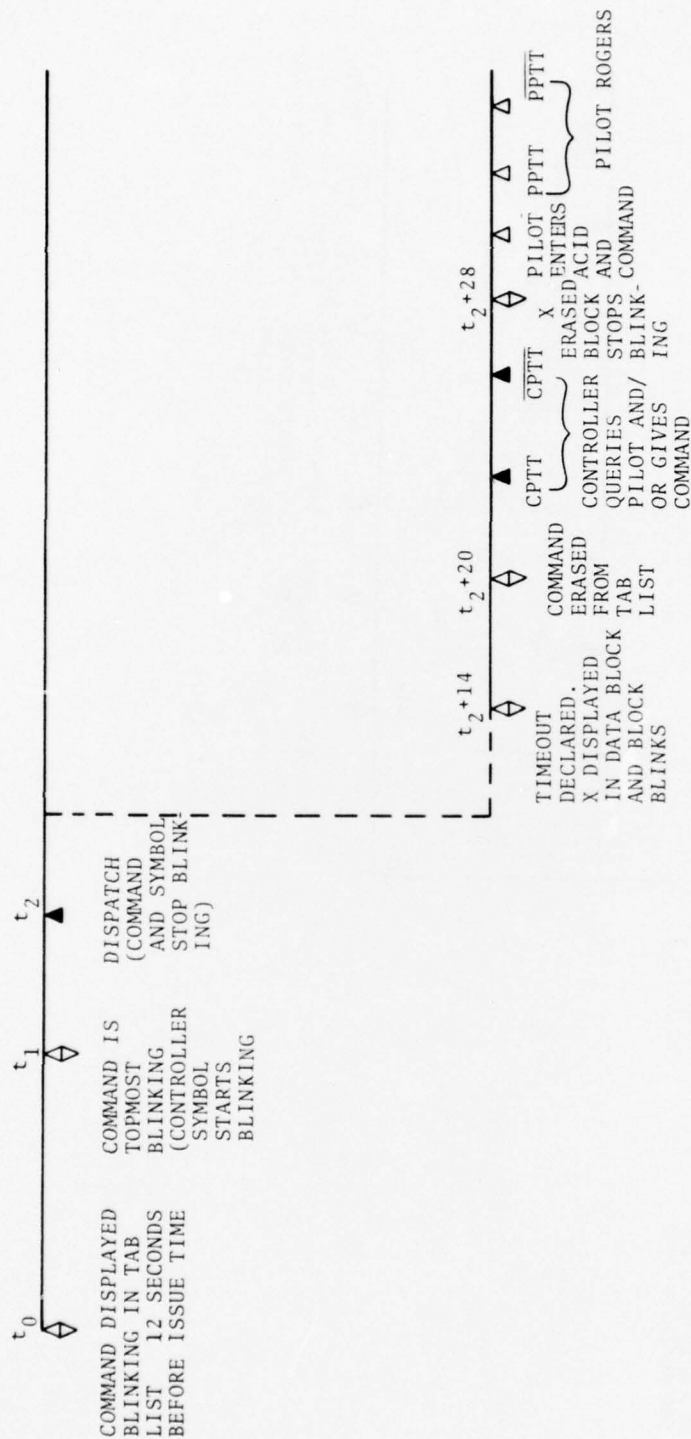 t0
COMMAND DISPLAYED
BLINKING IN TAB
LIST 12 SECONDS
BEFORE ISSUE TIME
t1
COMMAND IS
TOPMOST
BLINKING
(CONTROLLER
SYMBOL
STARTS
BLINKING
t2
DISPATCH
(COMMAND
AND SYMBOL
STOP BLINK-
ING)
t2+14
TIMEOUT
DECLARED.
X DISPLAYED
IN DATA BLOCK
AND BLOCK
BLINKS
t2+20
COMMAND
ERASED
FROM
TAB
LIST
CPTT CPTT
CONTROLLER
QUERIES
PILOT AND/
OR GIVES
COMMAND
t2+28
X
ERASED
BLOCK
STOPS
BLINK-
ING
PILOT
ENTERS
ACID
AND
COMMAND
PPTT PPTT
PILOT ROGERS